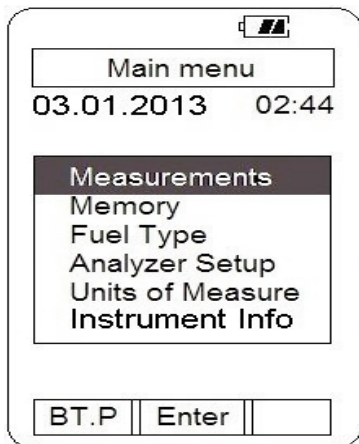 Main menu
03.01.2013 02:44
Measurements
Memory
Fuel Type
Analyzer Setup
Units of Measure
Instrument Info
BT.P Enter